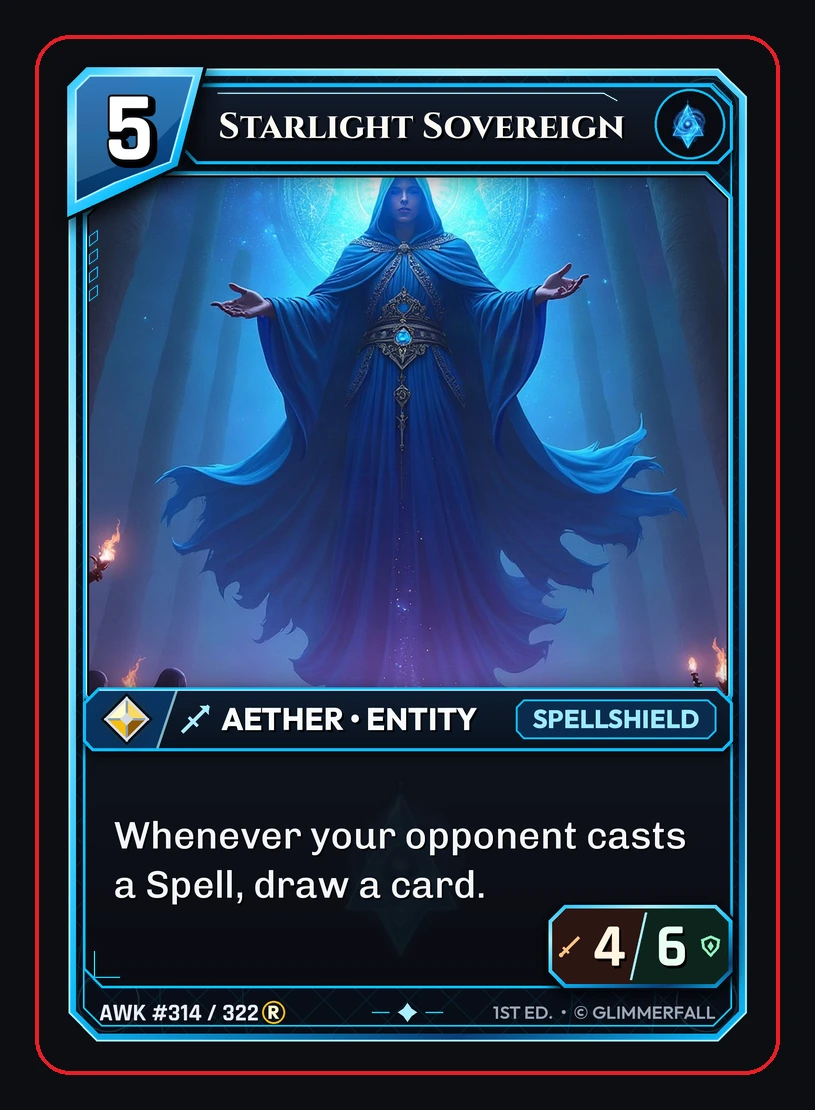 5
STARLIGHT SOVEREIGN
AETHER • ENTITY
SPELLSHIELD
Whenever your opponent casts
a Spell, draw a card.
4/6
AWK #314 / 322 R
1ST ED. • © GLIMMERFALL